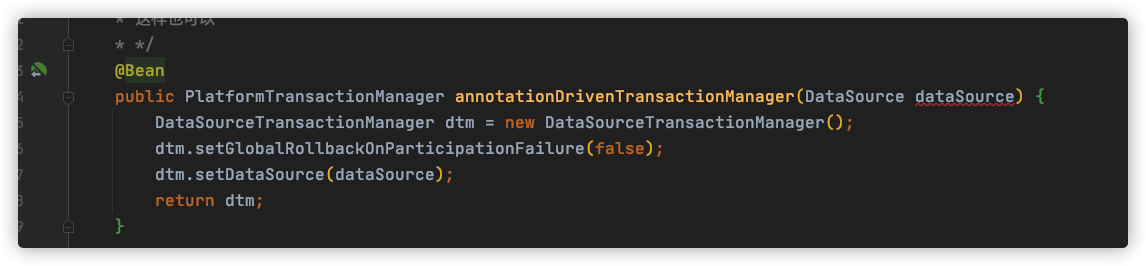 * 这样也可以
* */
@Bean
public PlatformTransactionManager annotationDrivenTransactionManager(DataSource dataSource) {
DataSourceTransactionManager dtm = new DataSourceTransactionManager();
dtm.setGlobalRollbackOnParticipationFailure(false);
dtm.setDataSource(dataSource);
return dtm;
}